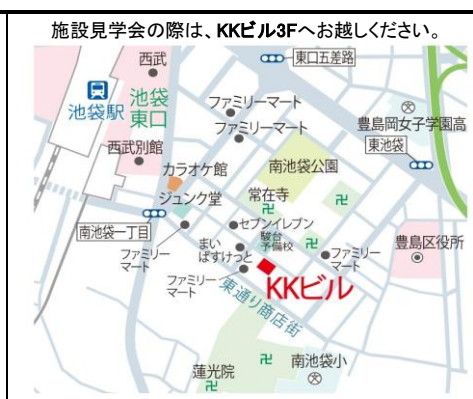 施設見学会の際は、KKビル3Fへお越しください。
西武
東口五差路
池袋駅
池袋
東口
ファミリーマート
ファミリーマート
豊島岡女子学園高
東池袋
西武別館
カラオケ館
南池袋公園
ジュンク堂
常在寺
南池袋一丁目
セブンイレブン
駿台
予備校
ファミリー
マート
まい
ばすけっと
ファミリー
マート
豊島区役所
ファミリー
マート
KKビル
東通り商店街
蓮光院
南池袋小